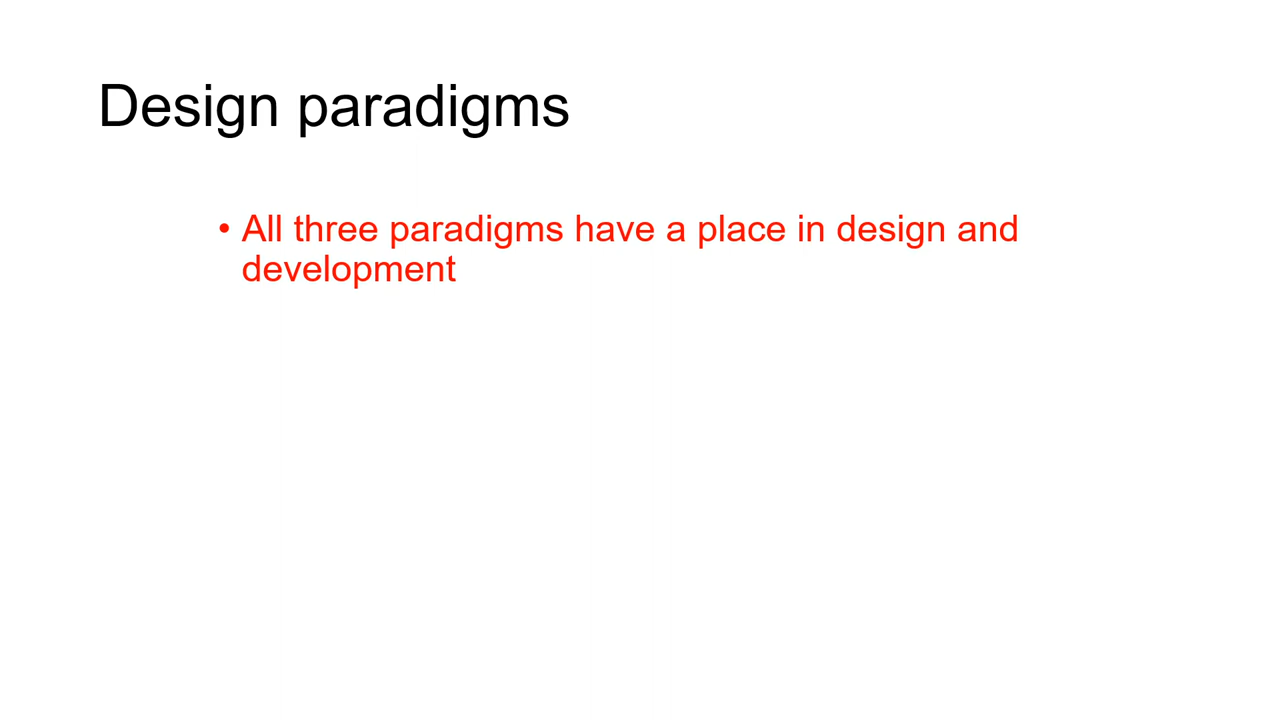 Design paradigms
• All three paradigms have a place in design and
development